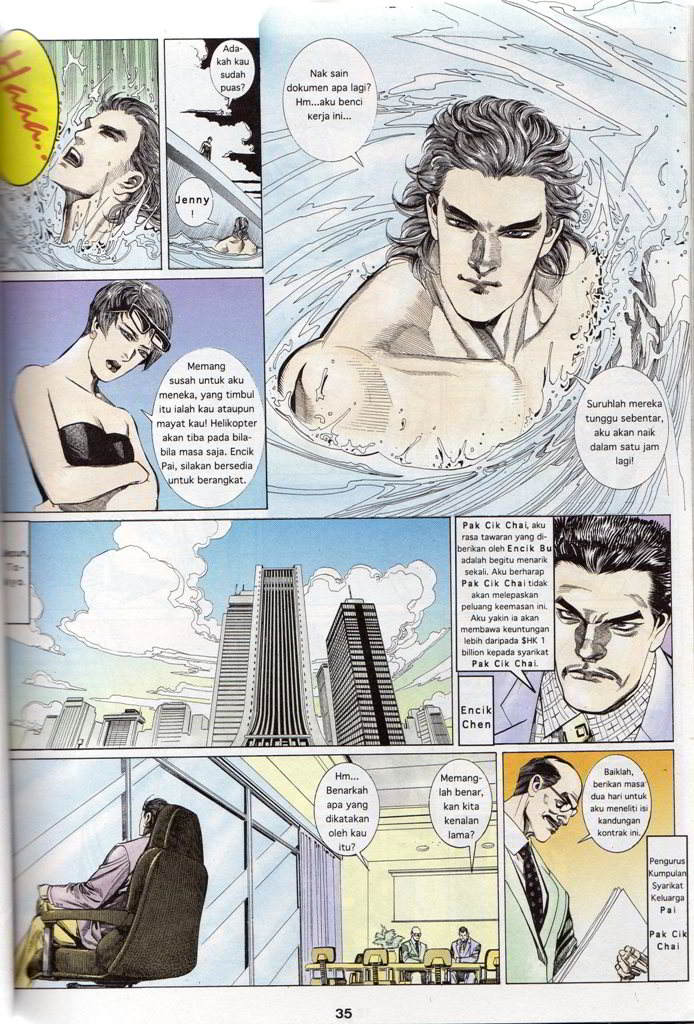 Haaa..
Ada-
kah kau
sudah
puas?
Jenny
!
Nak sain
dokumen apa lagi?
Hm...aku benci
kerja ini...
Suruhlah mereka
tunggu sebentar,
aku akan naik
dalam satu jam
lagi!
Memang
susah untuk aku
meneka, yang timbul
itu ialah kau ataupun
mayat kau! Helikopter
akan tiba pada bila-
bila masa saja. Encik
Pai, silakan bersedia
untuk berangkat.
Pak Cik Chai, aku
rasa tawaran yang di-
berikan oleh Encik Bu
adalah begitu menarik
sekali. Aku berharap
Pak Cik Chai tidak
akan melepaskan
peluang keemasan ini.
Aku yakin ia akan
membawa keuntungan
lebih daripada $HK 1
billion kepada syarikat
Pak Cik Chai.
Encik
Chen
Hm...
Benarkah
apa yang
dikatakan
oleh kau
itu?
Memang-
lah benar,
kan kita
kenalan
lama?
Baiklah,
berikan masa
dua hari untuk
aku meneliti isi
kandungan
kontrak ini.
Pengurus
Kumpulan
Syarikat
Keluarga
Pai
Pak Cik
Chai
35